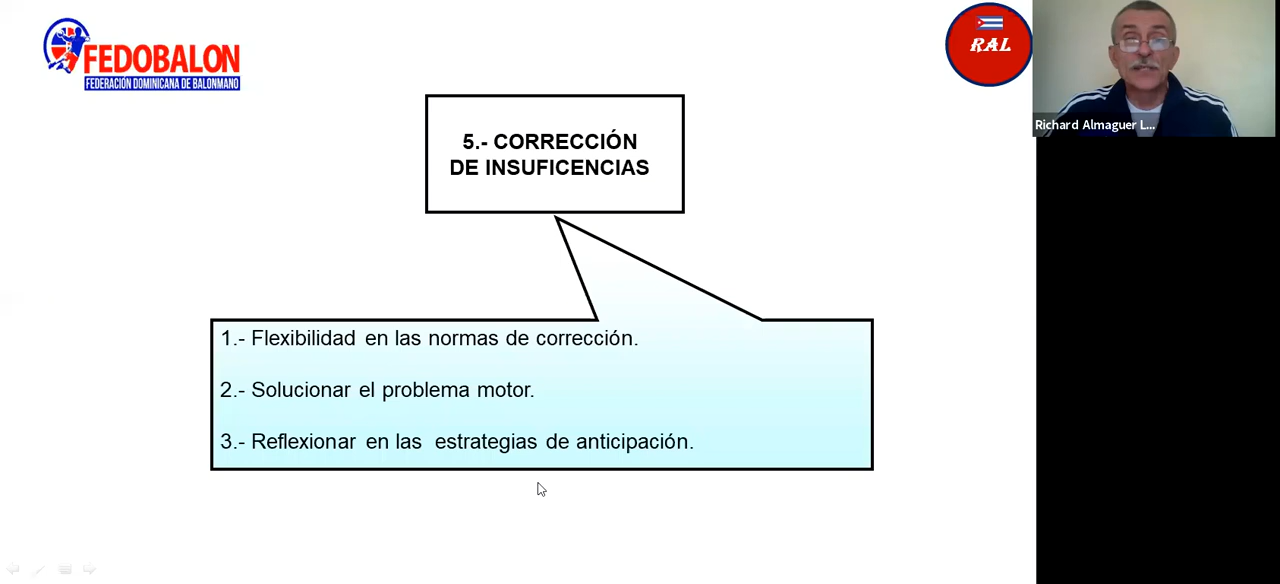 FEDOBALON
FEDERACIÓN DOMINICANA DE BALONMANO
RAL
Richard Almaguer L...
5.- CORRECCIÓN
DE INSUFICENCIAS
1.- Flexibilidad en las normas de corrección.
2.- Solucionar el problema motor.
3.- Reflexionar en las estrategias de anticipación.